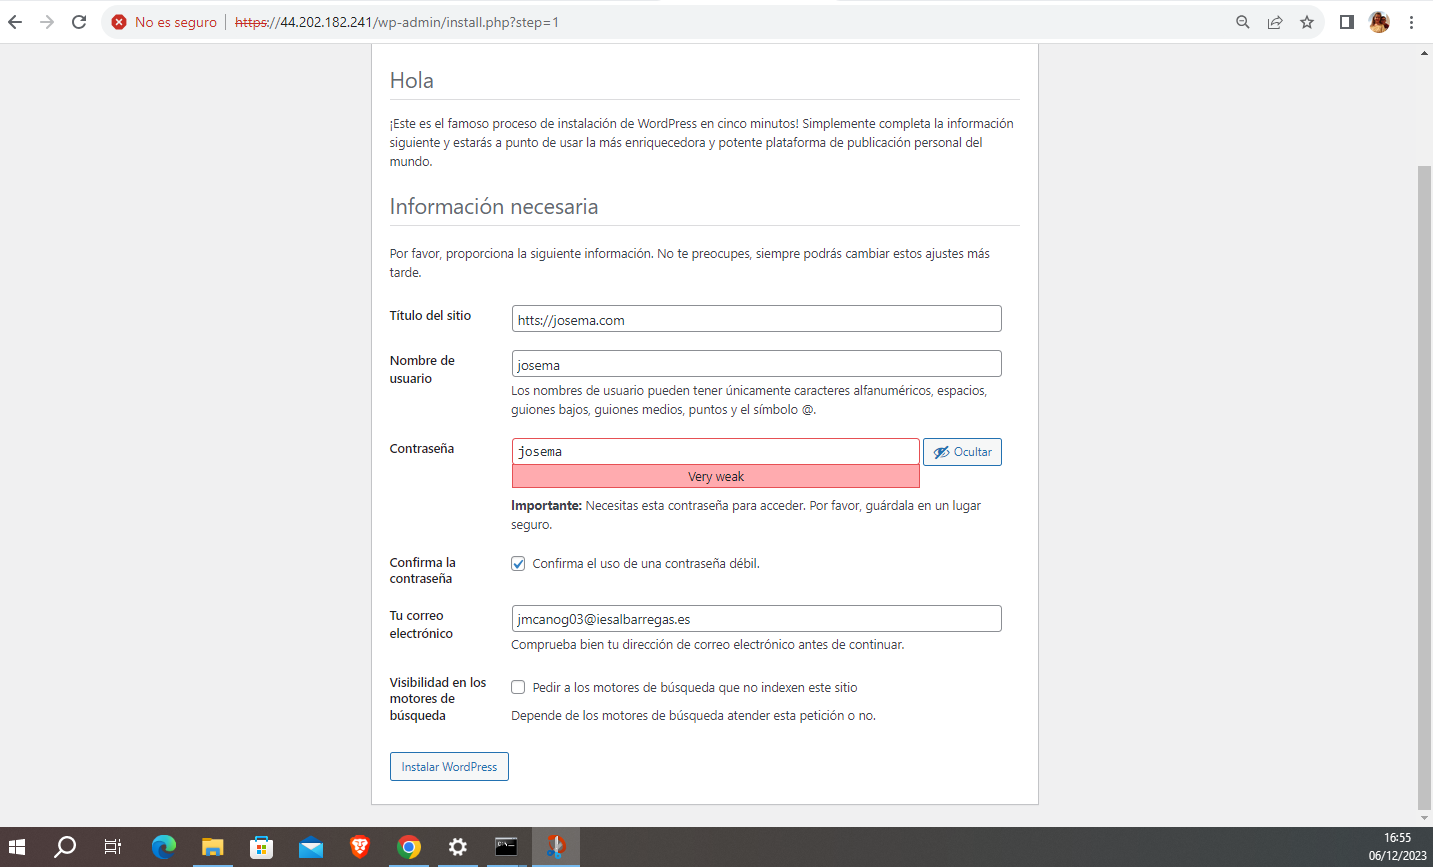 No es seguro https://44.202.182.241/wp-admin/install.php?step=1
Hola
¡Este es el famoso proceso de instalación de WordPress en cinco minutos! Simplemente completa la información
siguiente y estarás a punto de usar la más enriquecedora y potente plataforma de publicación personal del
mundo.
Información necesaria
Por favor, proporciona la siguiente información. No te preocupes, siempre podrás cambiar estos ajustes más
tarde.
Título del sitio
htts://josema.com
Nombre de
usuario
josema
Los nombres de usuario pueden tener únicamente caracteres alfanuméricos, espacios,
guiones bajos, guiones medios, puntos y el símbolo @.
Contraseña
josema
Ocultar
Very weak
Importante: Necesitas esta contraseña para acceder. Por favor, guárdala en un lugar
seguro.
Confirma la
contraseña
Confirma el uso de una contraseña débil.
Tu correo
electrónico
jmcanog03@iesalbarregas.es
Comprueba bien tu dirección de correo electrónico antes de continuar.
Visibilidad en los
motores de
búsqueda
Pedir a los motores de búsqueda que no indexen este sitio
Depende de los motores de búsqueda atender esta petición o no.
Instalar WordPress
16:55
06/12/2023